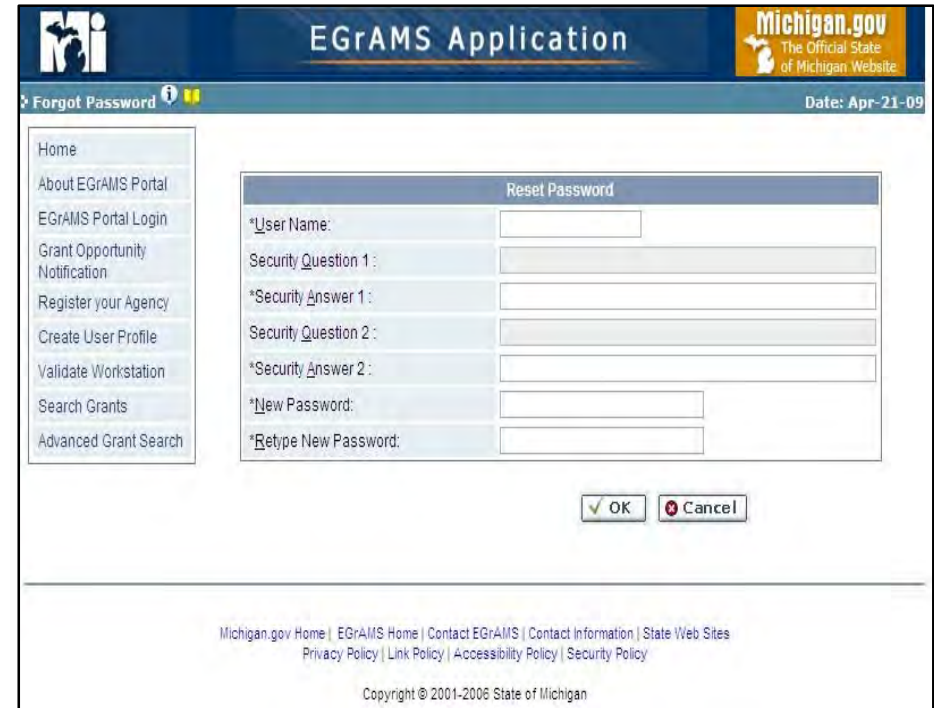 Mi
EGrAMS Application
Michigan.gov
The Official State
of Michigan Website
Forgot Password
Date: Apr-21-09
Home
About EGrAMS Portal
EGrAMS Portal Login
Grant Opportunity
Notification
Register your Agency
Create User Profile
Validate Workstation
Search Grants
Advanced Grant Search
Reset Password
*User Name:
Security Question 1 :
*Security Answer 1 :
Security Question 2 :
*Security Answer 2 :
*New Password:
*Retype New Password:
OK
Cancel
Michigan.gov Home | EGrAMS Home | Contact EGrAMS | Contact Information | State Web Sites
Privacy Policy | Link Policy | Accessibility Policy | Security Policy
Copyright © 2001-2006 State of Michigan